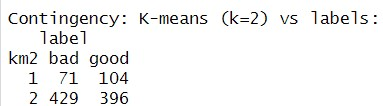 Contingency: K-means (k=2) vs labels:
label
km2 bad good
1 71 104
2 429 396